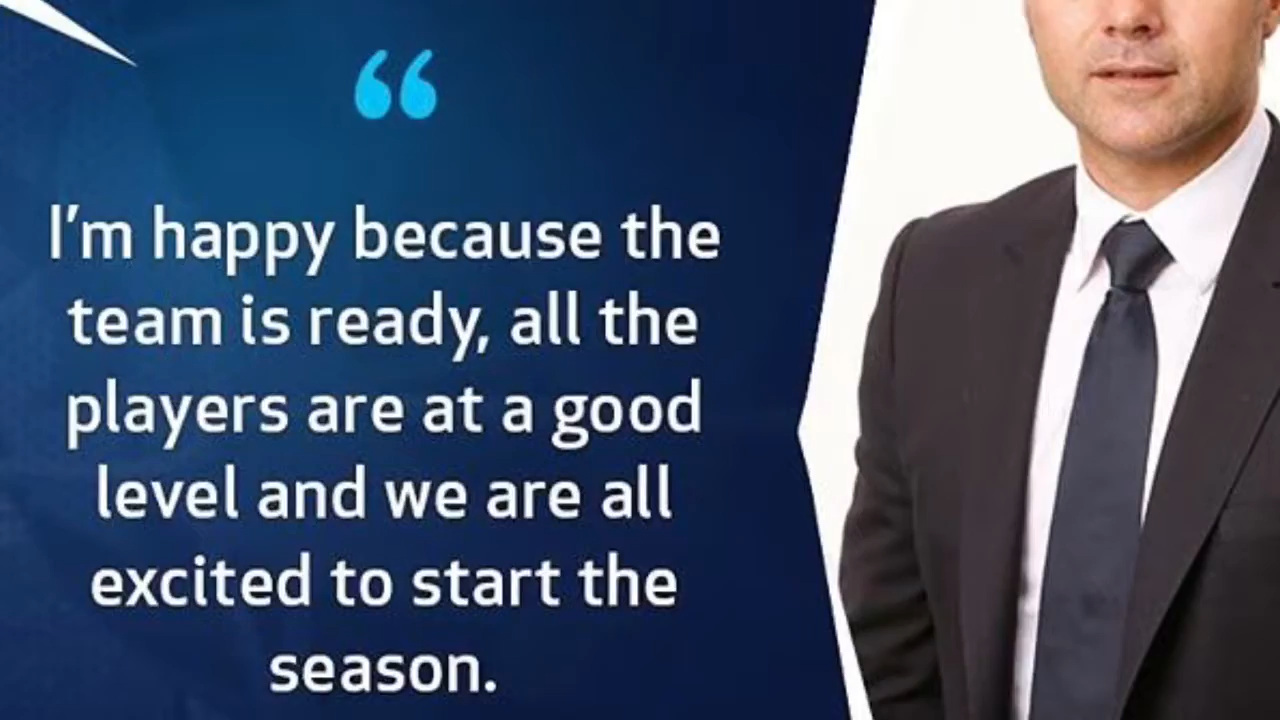 “
I’m happy because the
team is ready, all the
players are at a good
level and we are all
excited to start the
season.